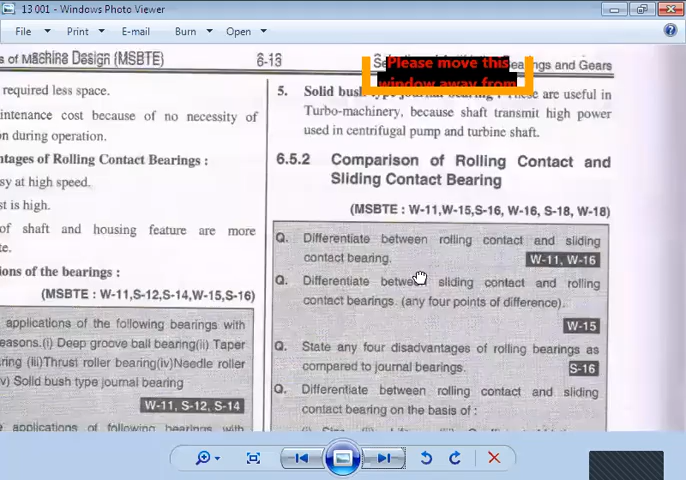 13 001 - Windows Photo Viewer
File Print E-mail Burn Open
s of Machine Design (MSBTE) 6-13 Bearings and Gears
Please move this
window away from
required less space.
intenance cost because of no necessity of
on during operation.
ntages of Rolling Contact Bearings :
sy at high speed.
st is high.
of shaft and housing feature are more
te.
ions of the bearings :
(MSBTE : W-11,S-12,S-14,W-15,S-16)
applications of the following bearings with
easons.(i) Deep groove ball bearing(ii) Taper
ring (iii)Thrust roller bearing(iv)Needle roller
v) Solid bush type journal bearing
W-11, S-12, S-14
applications of following bearings with
5. Solid bush type journal bearing : These are useful in
Turbo-machinery, because shaft transmit high power
used in centrifugal pump and turbine shaft.
6.5.2 Comparison of Rolling Contact and
Sliding Contact Bearing
(MSBTE : W-11,W-15,S-16, W-16, S-18, W-18)
Q. Differentiate between rolling contact and sliding
contact bearing. W-11, W-16
Q. Differentiate between sliding contact and rolling
contact bearings. (any four points of difference).
W-15
Q. State any four disadvantages of rolling bearings as
compared to journal bearings. S-16
Q. Differentiate between rolling contact and sliding
contact bearing on the basis of :